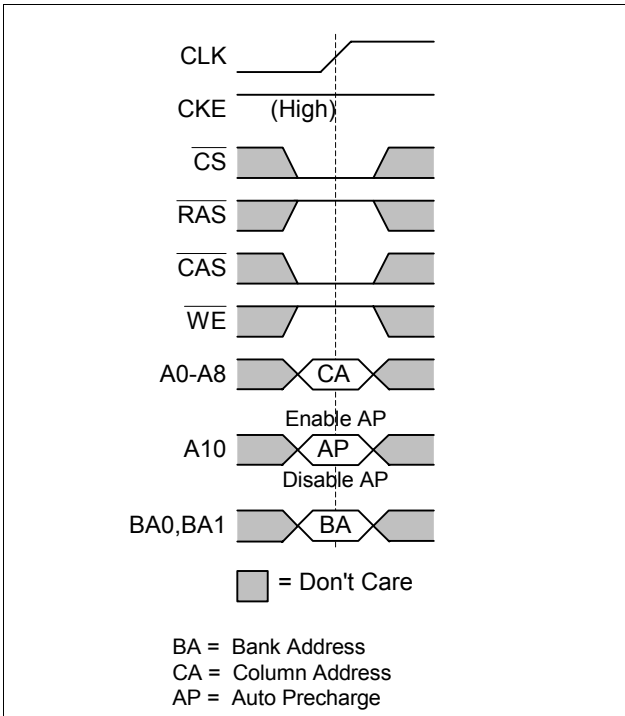 CLK
CKE (High)
CS
RAS
CAS
WE
A0-A8 CA
Enable AP
A10 AP
Disable AP
BA0,BA1 BA
= Don't Care
BA = Bank Address
CA = Column Address
AP = Auto Precharge